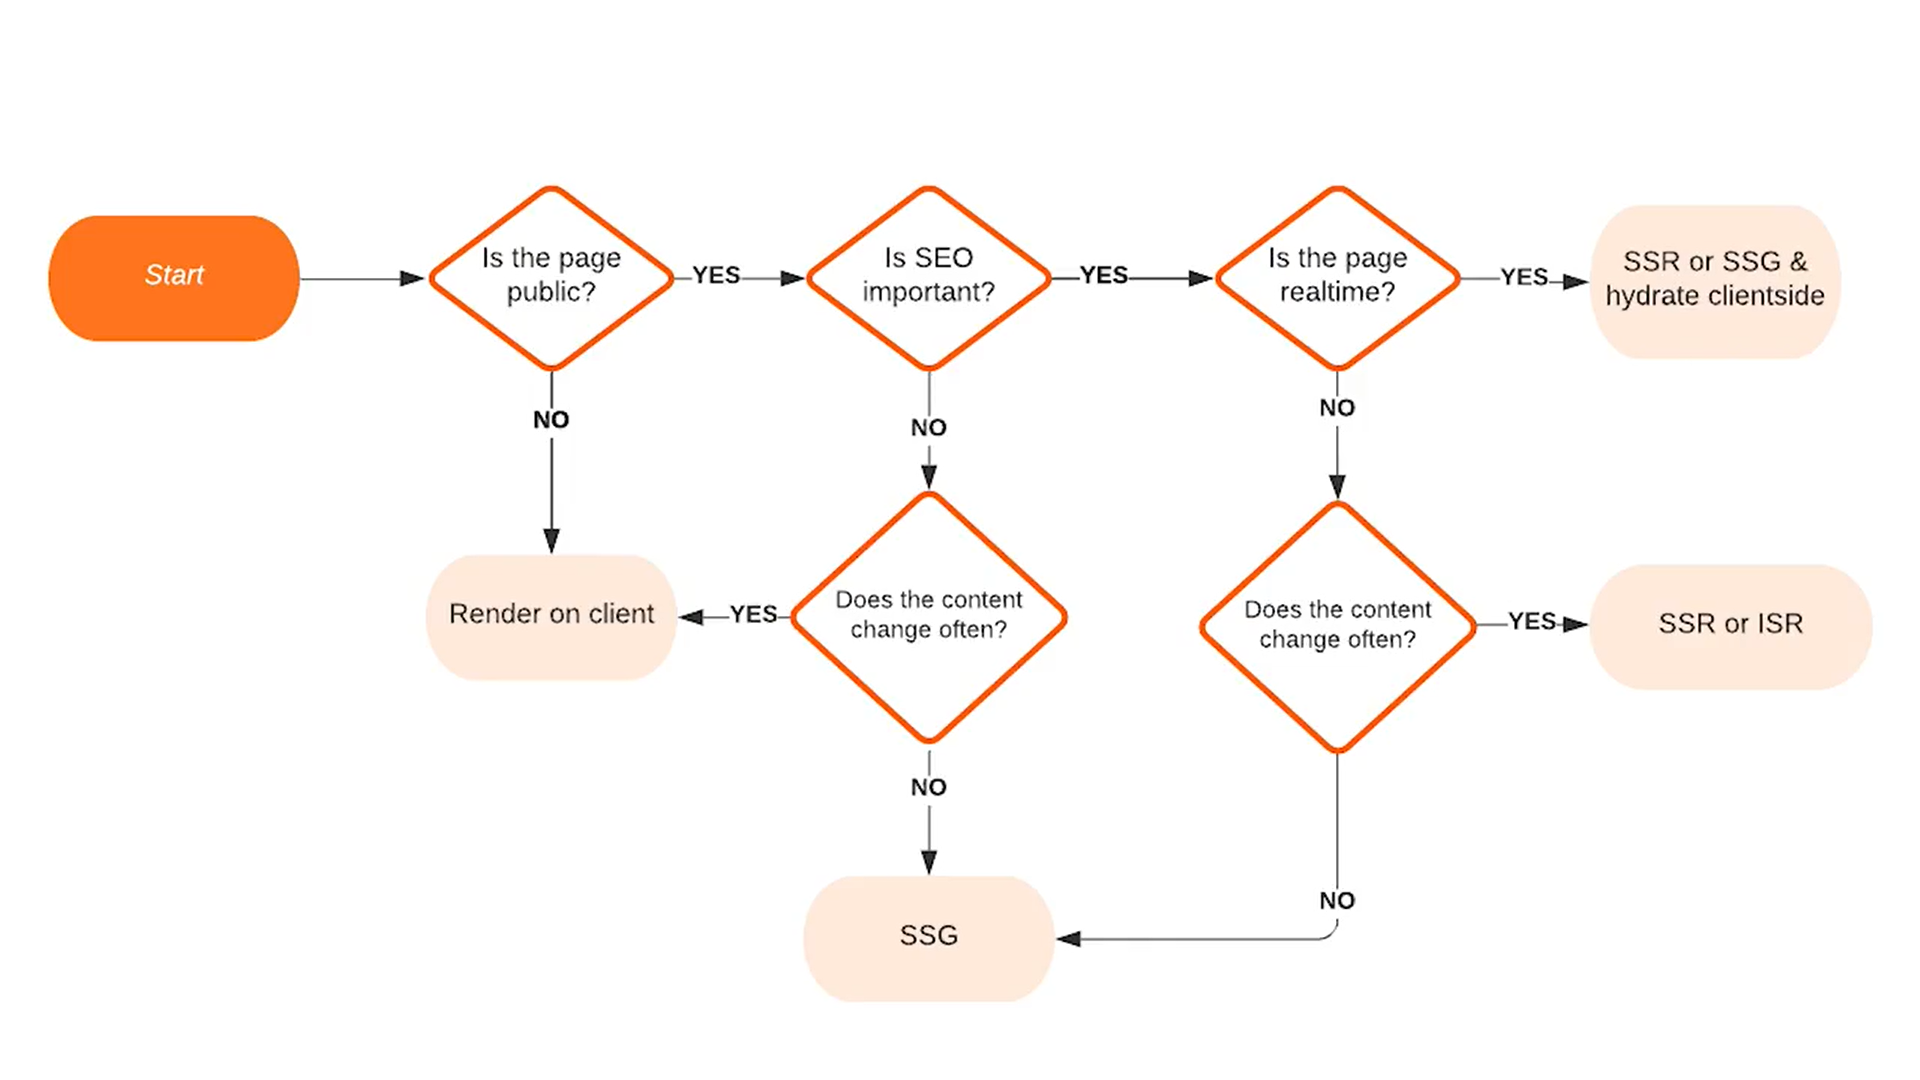 Start
Is the page
public?
YES
Is SEO
important?
YES
Is the page
realtime?
YES
SSR or SSG &
hydrate clientside
NO
NO
NO
Render on client
YES
Does the content
change often?
Does the content
change often?
YES
SSR or ISR
NO
NO
SSG